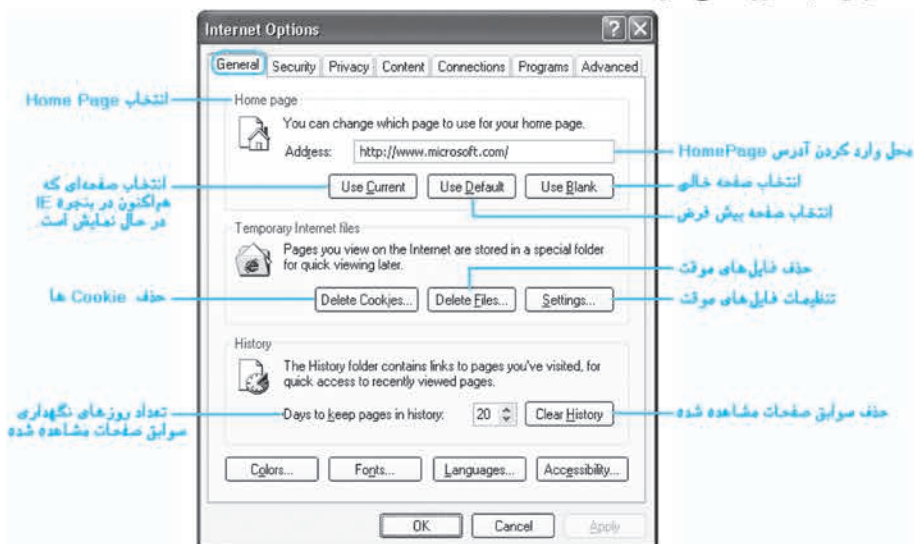 Internet Options
General Security Privacy Content Connections Programs Advanced
انتخاب Home Page
Home page
You can change which page to use for your home page.
Address: http://www.microsoft.com/
محل وارد کردن آدرس HomePage
انتخاب صفحه‌ای که
هم‌اکنون در پنجره IE
در حال نمایش است
Use Current Use Default Use Blank
انتخاب صفحه خالی
انتخاب صفحه پیش فرض
Temporary Internet files
Pages you view on the Internet are stored in a special folder
for quick viewing later.
حذف فایل‌های موقت
حذف Cookie ها
Delete Cookies... Delete Files... Settings...
تنظیمات فایل‌های موقت
History
The History folder contains links to pages you've visited, for
quick access to recently viewed pages.
تعداد روزهای نگهداری
سوابق صفحات مشاهده شده
Days to keep pages in history: 20 Clear History
حذف سوابق صفحات مشاهده شده
Colors... Fonts... Languages... Accessibility...
OK Cancel Apply